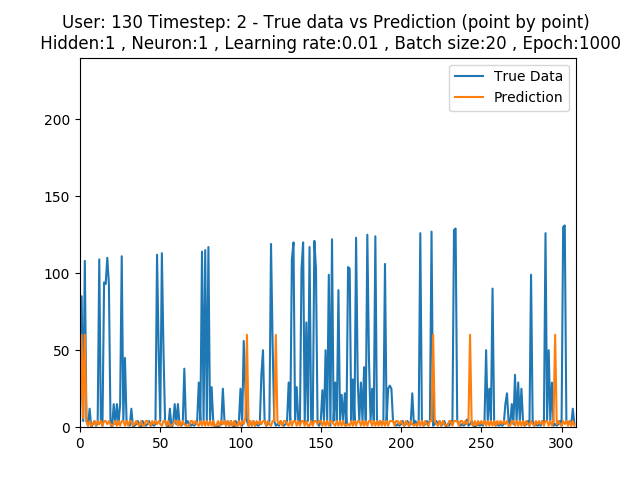 User: 130 Timestep: 2 - True data vs Prediction (point by point)
Hidden:1 , Neuron:1 , Learning rate:0.01 , Batch size:20 , Epoch:1000
True Data
Prediction
200
150
100
50
0
0 50 100 150 200 250 300